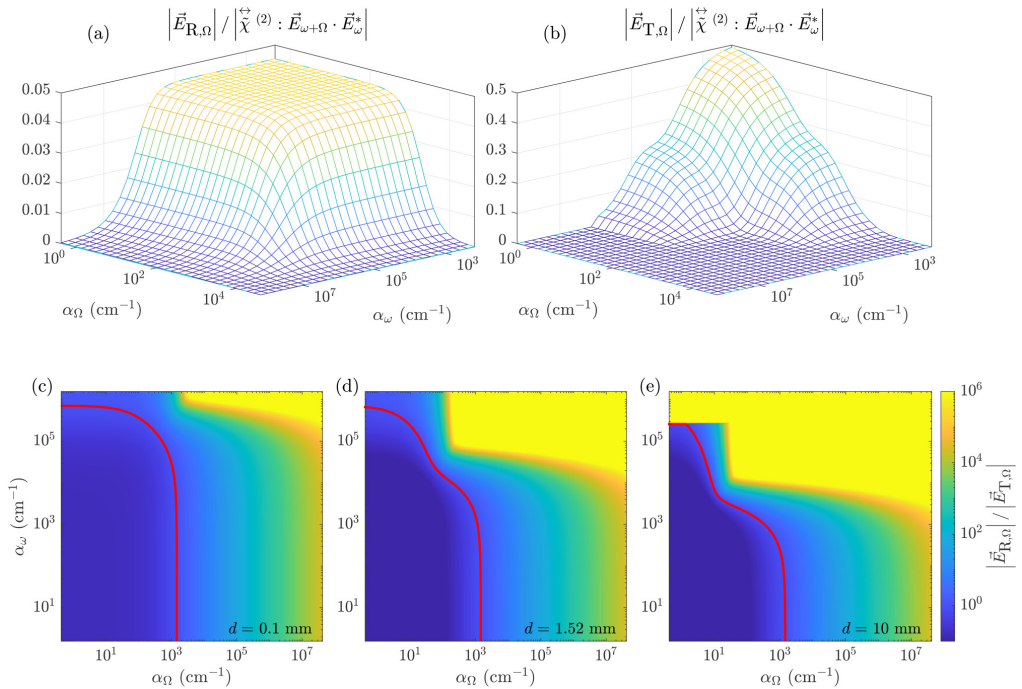 (a) |E⃗_{R,Ω}| / |χ̃^{↔ (2)} : E⃗_{ω+Ω} · E⃗_ω^*|
0.05
0.04
0.03
0.02
0.01
0
10^0
10^2
10^4
α_Ω (cm^{−1})
10^7
10^5
10^3
α_ω (cm^{−1})
(b) |E⃗_{T,Ω}| / |χ̃^{↔ (2)} : E⃗_{ω+Ω} · E⃗_ω^*|
0.5
0.4
0.3
0.2
0.1
0
10^0
10^2
10^4
α_Ω (cm^{−1})
10^7
10^5
10^3
α_ω (cm^{−1})
(c)
α_ω (cm^{−1})
10^5
10^3
10^1
d = 0.1 mm
10^1 10^3 10^5 10^7
α_Ω (cm^{−1})
(d)
10^5
10^3
10^1
d = 1.52 mm
10^1 10^3 10^5 10^7
α_Ω (cm^{−1})
(e)
10^5
10^3
10^1
d = 10 mm
10^1 10^3 10^5 10^7
α_Ω (cm^{−1})
10^6
10^4
10^2
10^0
|E⃗_{R,Ω}| / |E⃗_{T,Ω}|